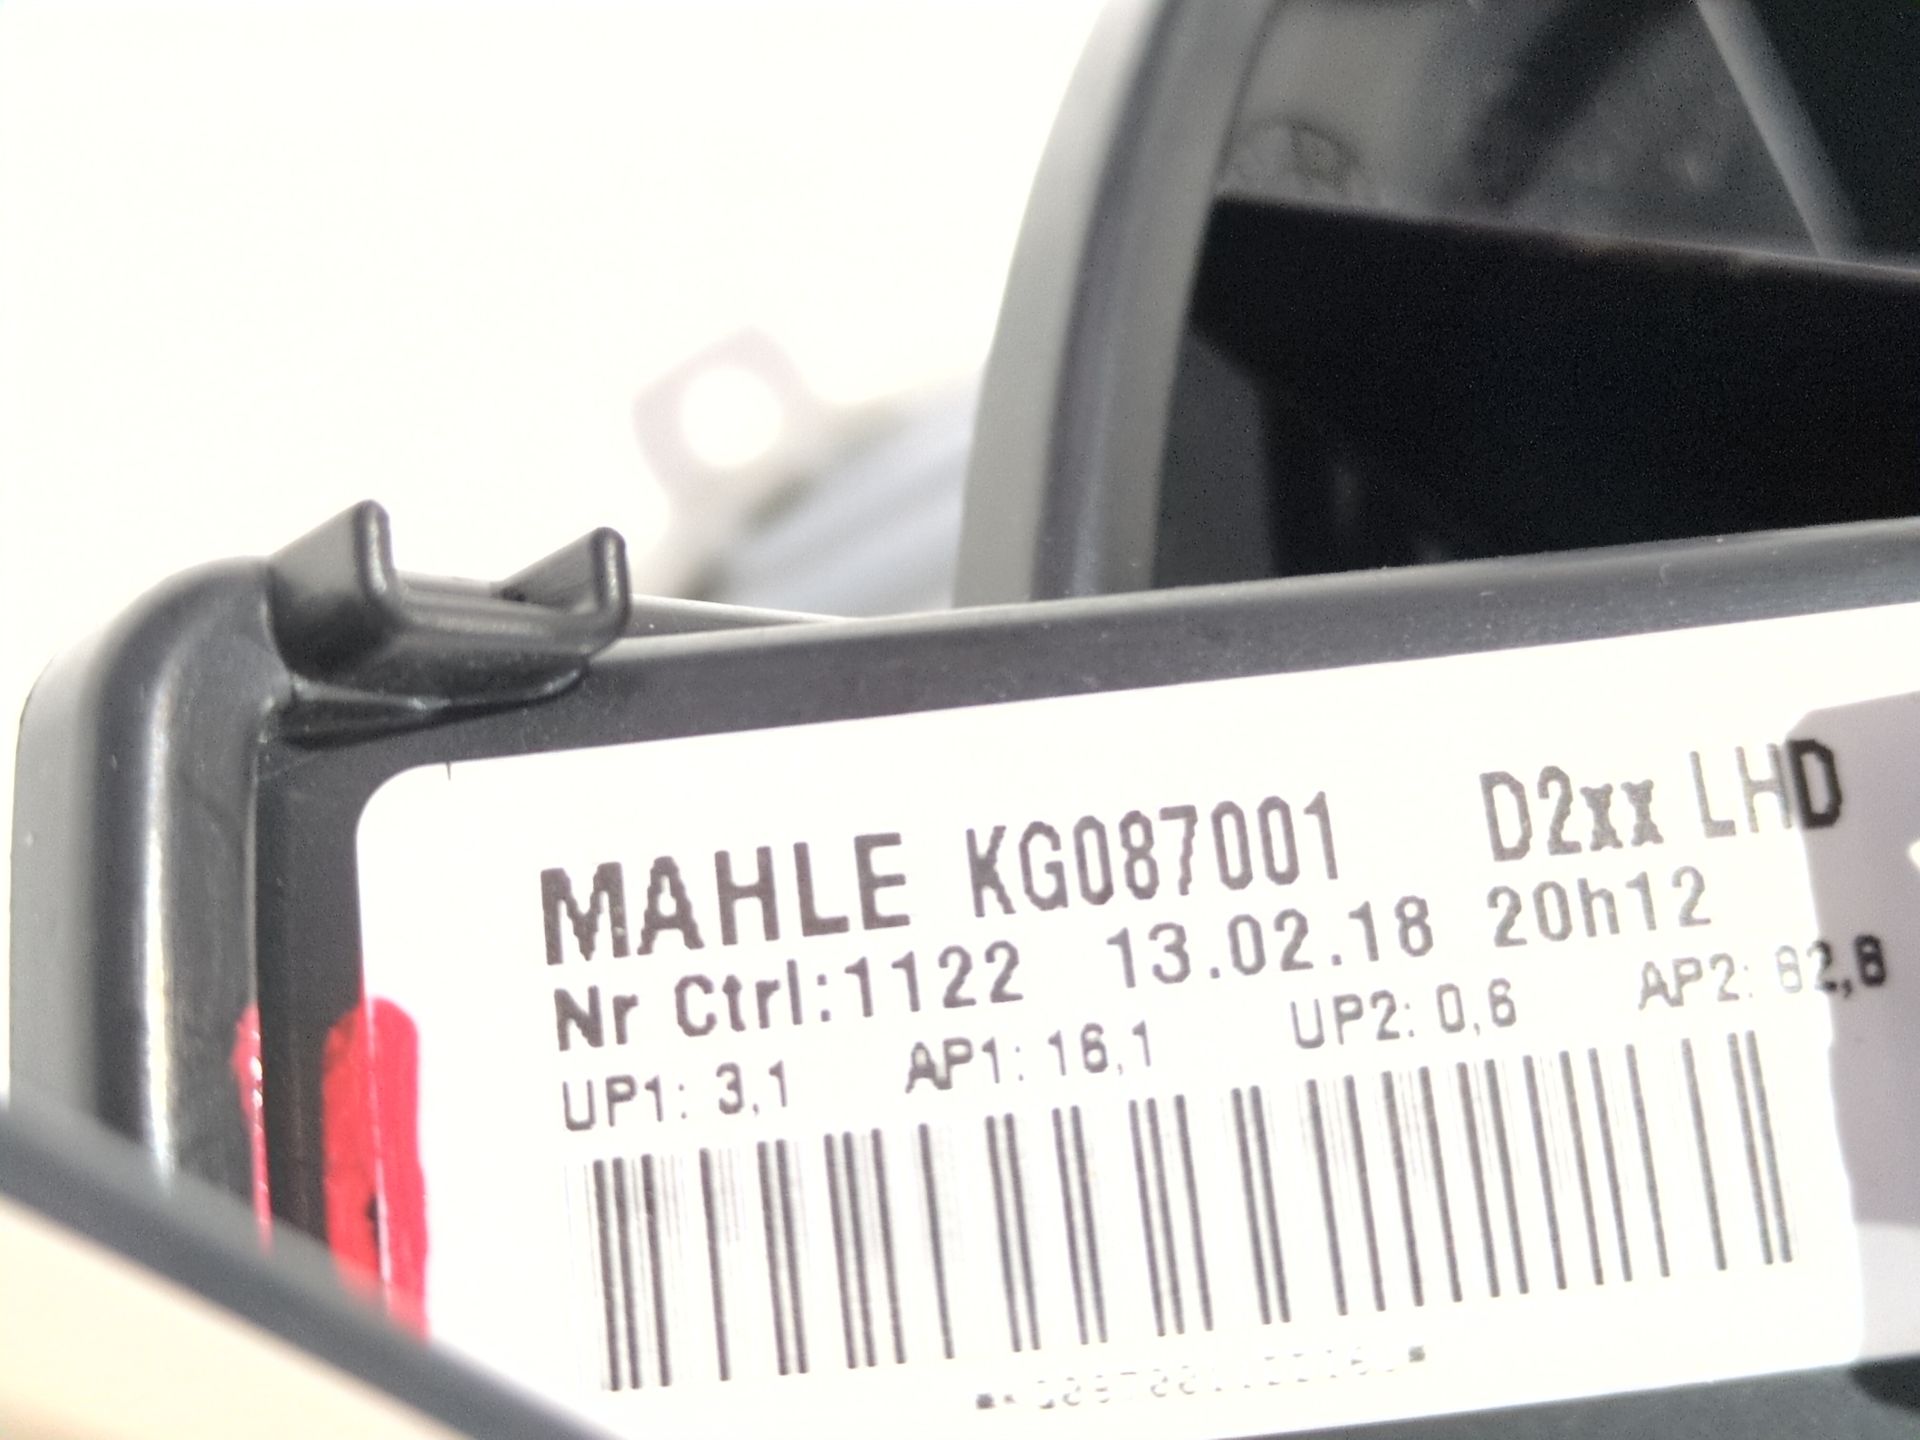 MAHLE KG087001 D2xx LHD
Nr Ctrl:1122 13.02.18 20h12
UP1: 3,1 AP1: 16,1 UP2: 0,6 AP2: 82,8